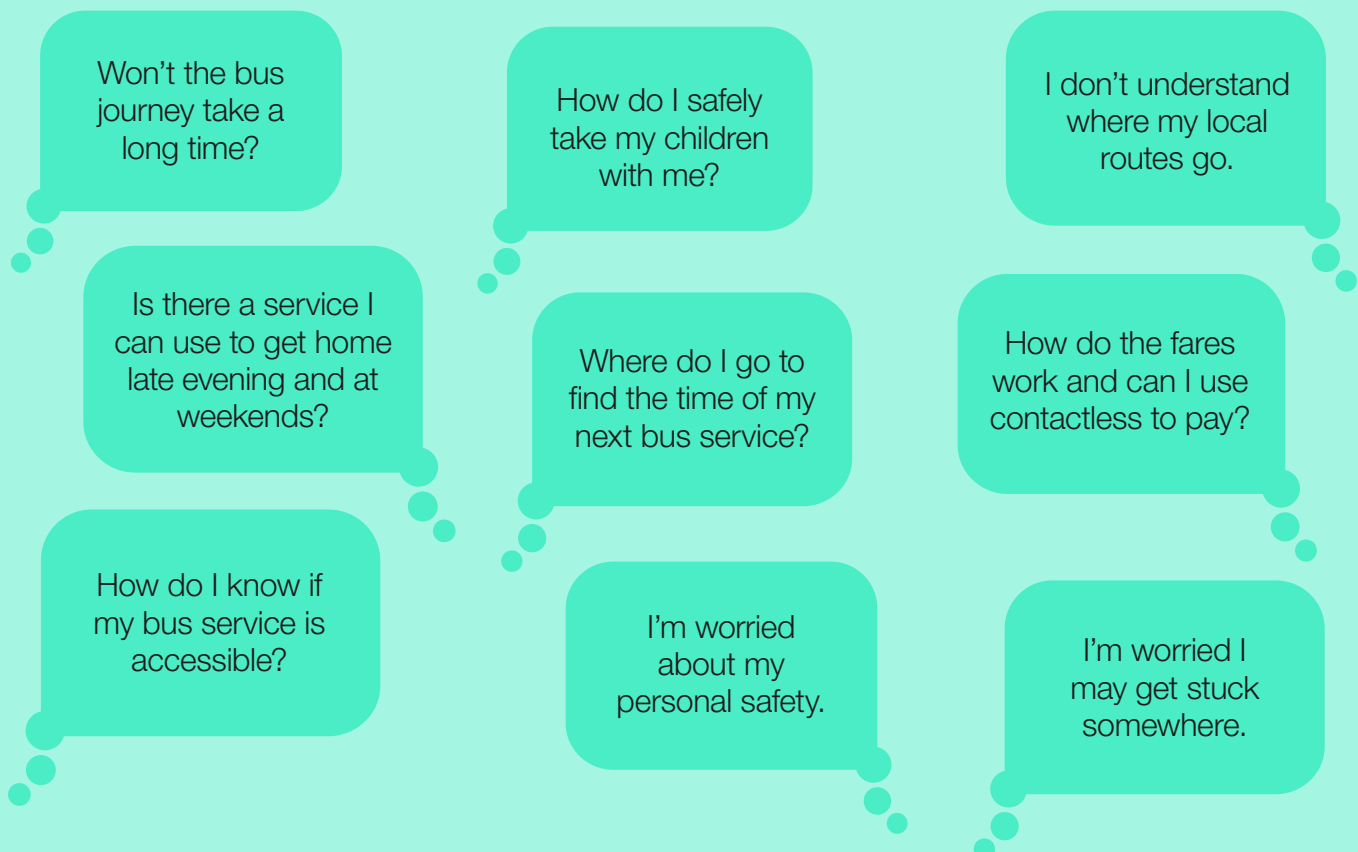 Won’t the bus
journey take a
long time?
How do I safely
take my children
with me?
I don’t understand
where my local
routes go.
Is there a service I
can use to get home
late evening and at
weekends?
Where do I go to
find the time of my
next bus service?
How do the fares
work and can I use
contactless to pay?
How do I know if
my bus service is
accessible?
I’m worried
about my
personal safety.
I’m worried I
may get stuck
somewhere.